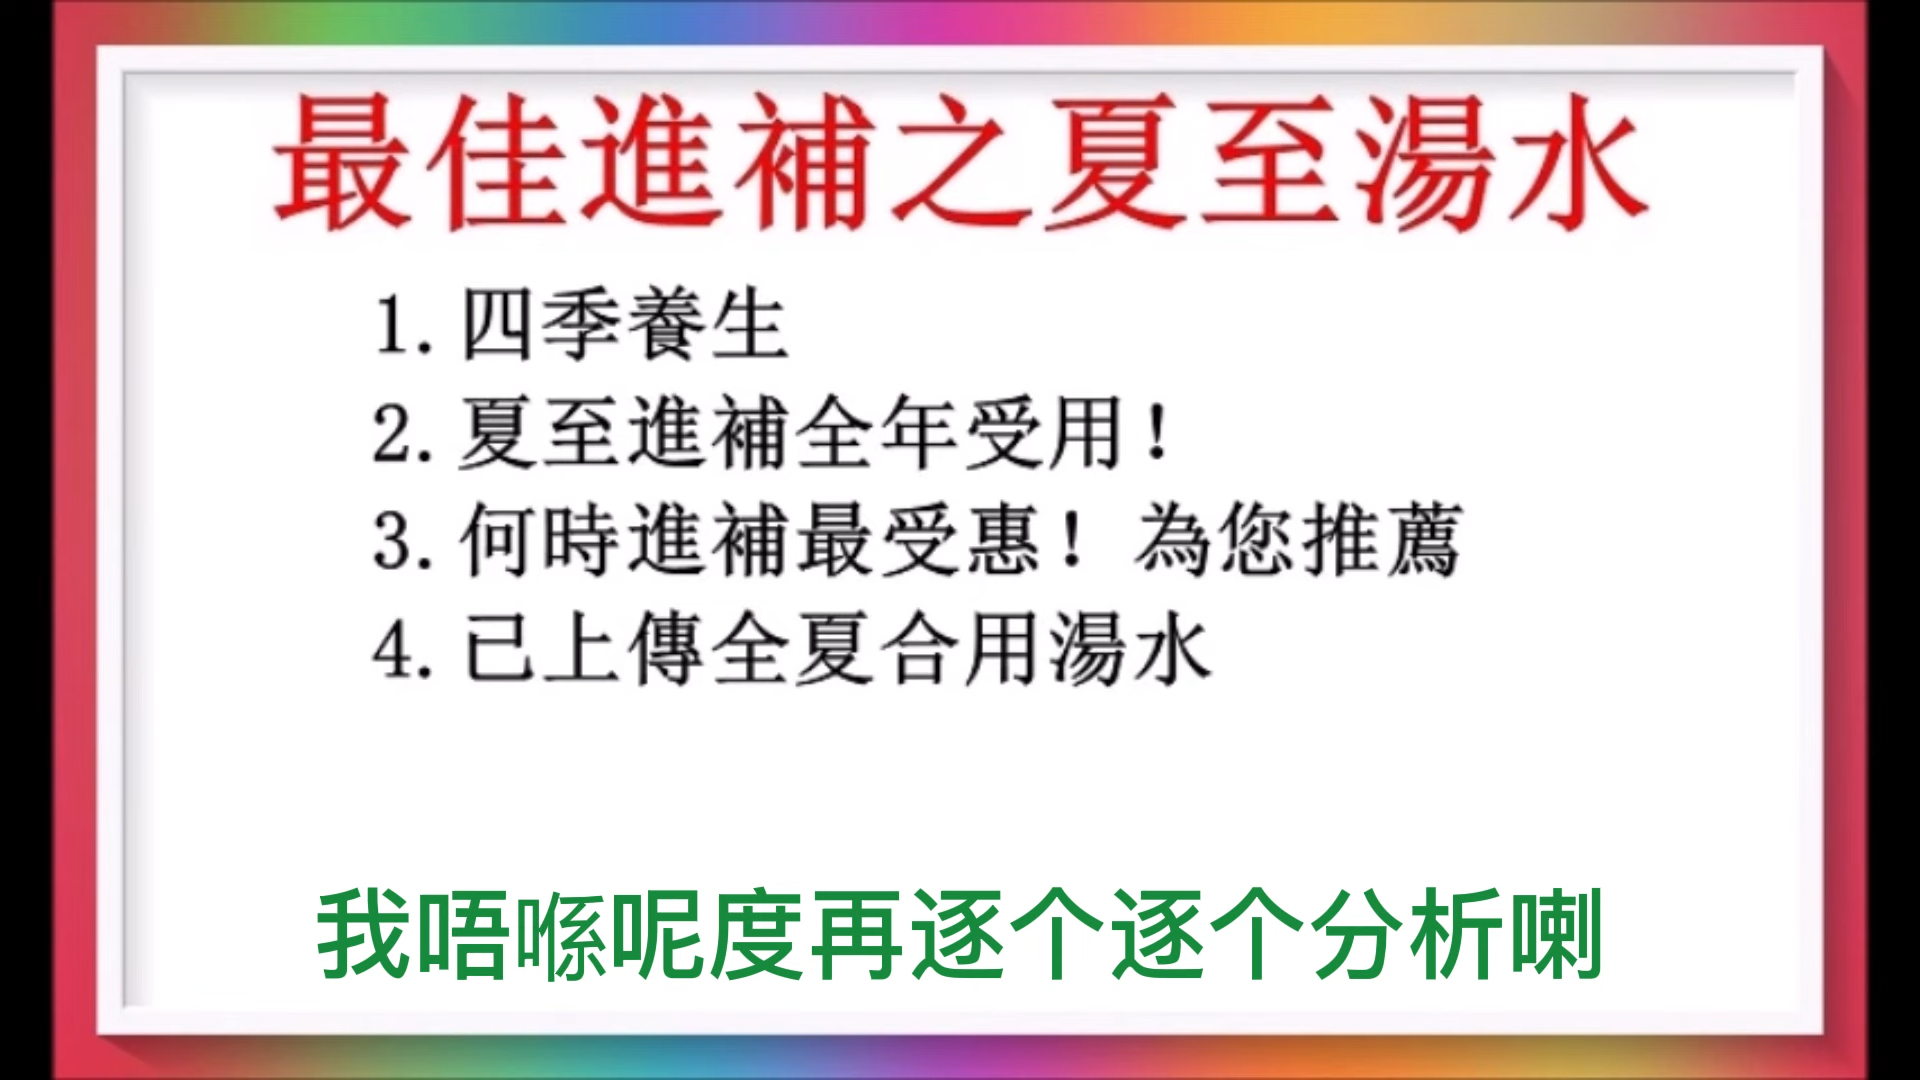 最佳進補之夏至湯水
1.四季養生
2.夏至進補全年受用！
3.何時進補最受惠！為您推薦
4.已上傳全夏合用湯水
我唔喺呢度再逐个逐个分析喇